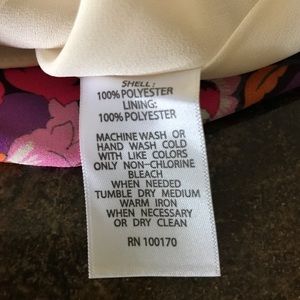 SHELL:
100% POLYESTER
LINING:
100% POLYESTER
MACHINE WASH OR
HAND WASH COLD
WITH LIKE COLORS
ONLY NON-CHLORINE
BLEACH
WHEN NEEDED
TUMBLE DRY MEDIUM
WARM IRON
WHEN NECESSARY
OR DRY CLEAN
RN 100170